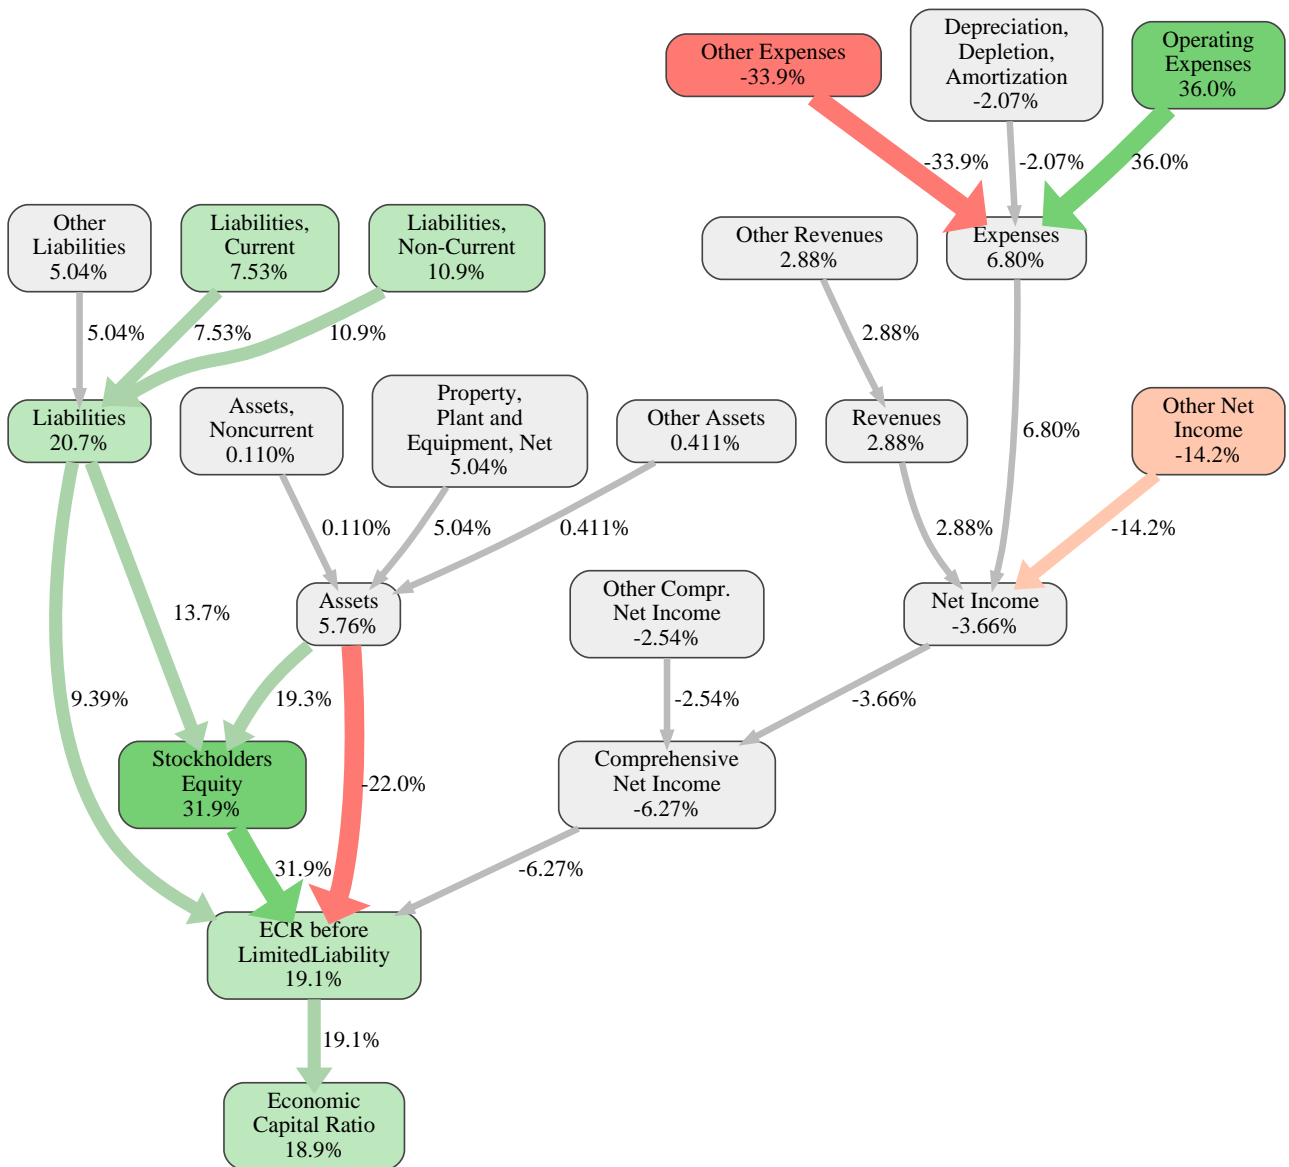 Other Expenses
-33.9%
Depreciation,
Depletion,
Amortization
-2.07%
Operating
Expenses
36.0%
-33.9%
-2.07%
36.0%
Other
Liabilities
5.04%
Liabilities,
Current
7.53%
Liabilities,
Non-Current
10.9%
Other Revenues
2.88%
Expenses
6.80%
5.04%
7.53%
10.9%
2.88%
Liabilities
20.7%
Assets,
Noncurrent
0.110%
Property,
Plant and
Equipment, Net
5.04%
Other Assets
0.411%
Revenues
2.88%
6.80%
Other Net
Income
-14.2%
0.110%
5.04%
0.411%
2.88%
-14.2%
13.7%
Assets
5.76%
Other Compr.
Net Income
-2.54%
Net Income
-3.66%
9.39%
19.3%
-2.54%
-3.66%
Stockholders
Equity
31.9%
-22.0%
Comprehensive
Net Income
-6.27%
31.9%
-6.27%
ECR before
LimitedLiability
19.1%
19.1%
Economic
Capital Ratio
18.9%